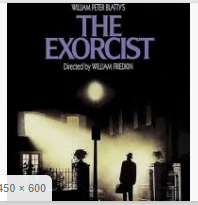 WILLIAM PETER BLATTY'S
THE
EXORCIST
Directed by WILLIAM FRIEDKIN
450 × 600